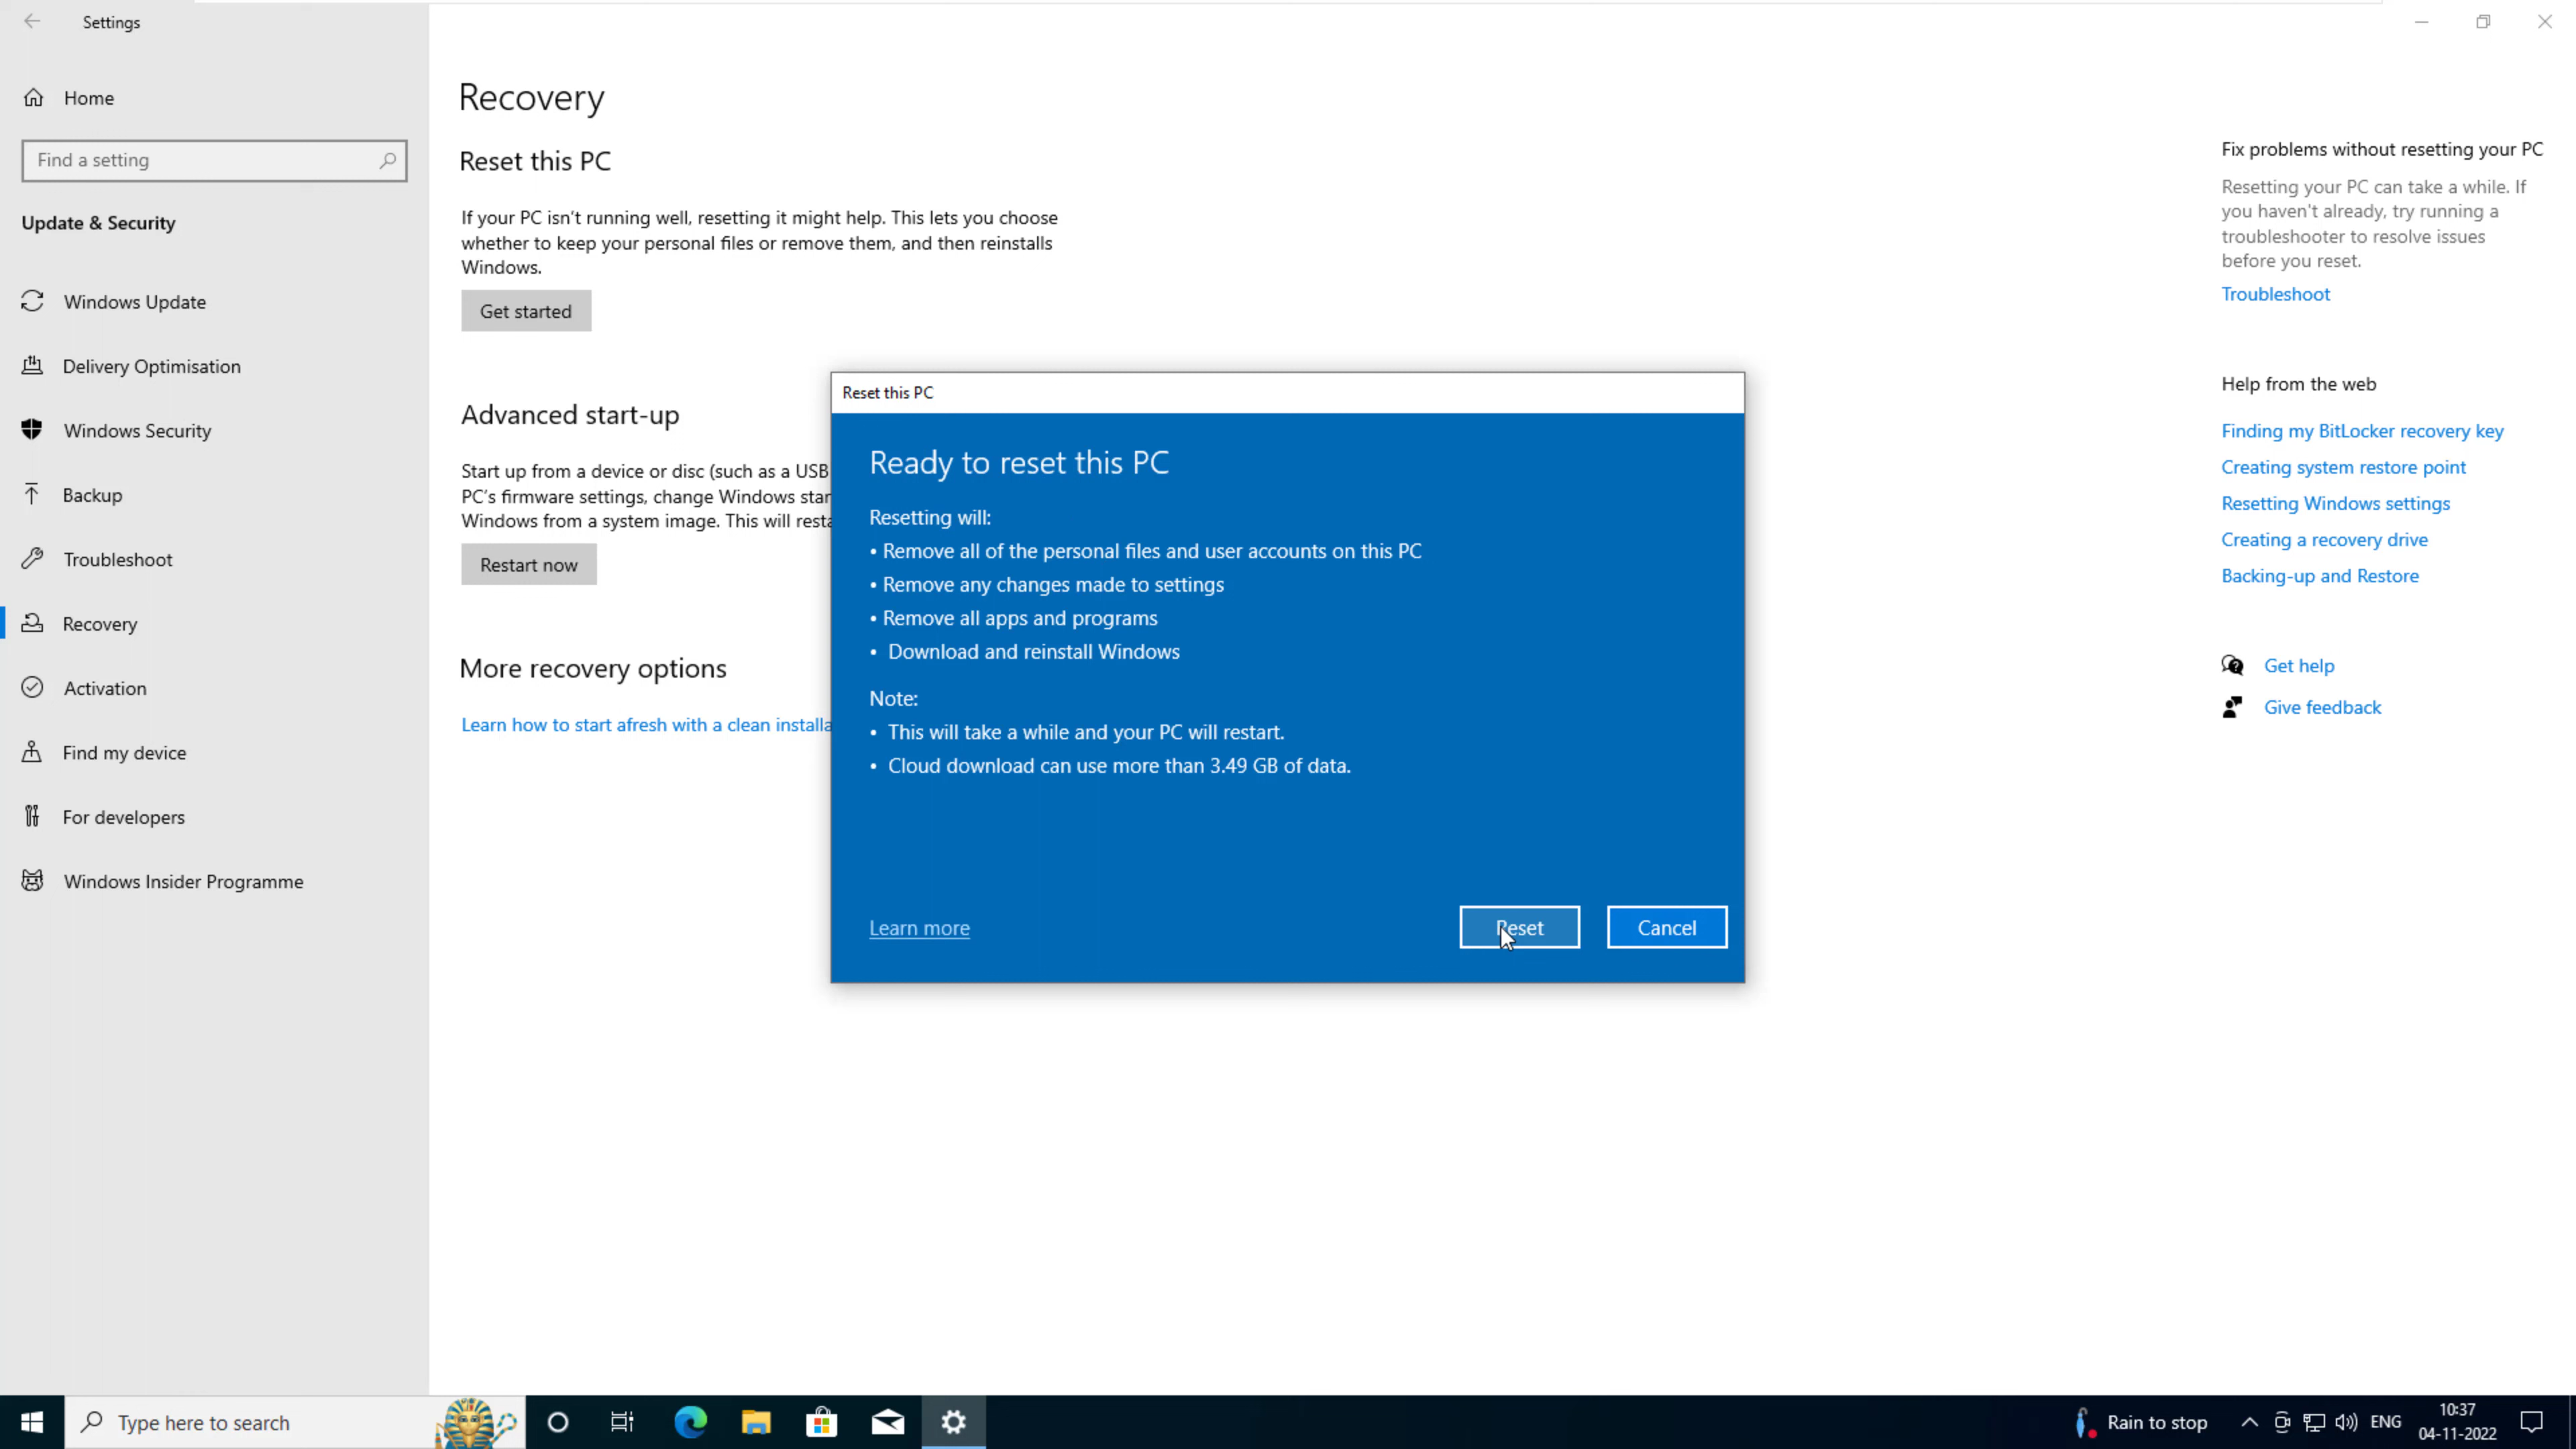 Settings
Home
Find a setting
Update & Security
Windows Update
Delivery Optimisation
Windows Security
Backup
Troubleshoot
Recovery
Activation
Find my device
For developers
Windows Insider Programme
Recovery
Reset this PC
If your PC isn't running well, resetting it might help. This lets you choose
whether to keep your personal files or remove them, and then reinstalls
Windows.
Get started
Advanced start-up
Start up from a device or disc (such as a USB
PC's firmware settings, change Windows star
Windows from a system image. This will resta
Restart now
More recovery options
Learn how to start afresh with a clean installa
Reset this PC
Ready to reset this PC
Resetting will:
• Remove all of the personal files and user accounts on this PC
• Remove any changes made to settings
• Remove all apps and programs
• Download and reinstall Windows
Note:
• This will take a while and your PC will restart.
• Cloud download can use more than 3.49 GB of data.
Learn more
Reset
Cancel
Fix problems without resetting your PC
Resetting your PC can take a while. If
you haven't already, try running a
troubleshooter to resolve issues
before you reset.
Troubleshoot
Help from the web
Finding my BitLocker recovery key
Creating system restore point
Resetting Windows settings
Creating a recovery drive
Backing-up and Restore
Get help
Give feedback
Type here to search
Rain to stop
ENG
10:37
04-11-2022